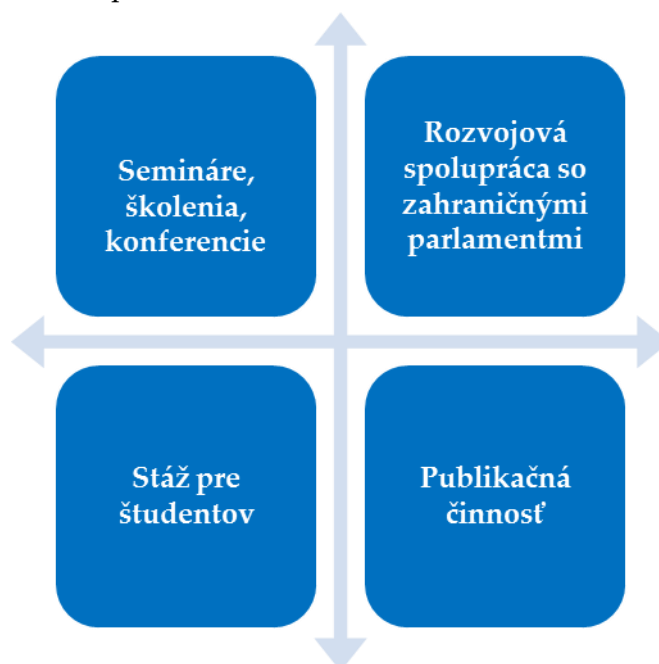 Semináre,
školenia,
konferencie
Rozvojová
spolupráca so
zahraničnými
parlamentmi
Stáž pre
študentov
Publikačná
činnosť